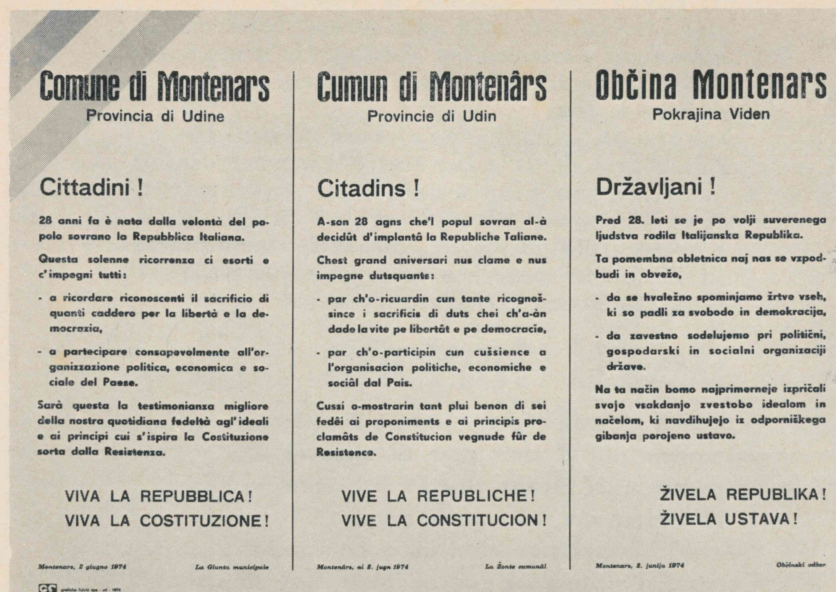 Comune di Montenars
Provincia di Udine
Cittadini !
28 anni fa è nata dalla volontà del po-
polo sovrano la Repubblica Italiana.
Questa solenne ricorrenza ci esorti e
c'impegni tutti:
- a ricordare riconoscenti il sacrificio di
quanti caddero per la libertà e la de-
mocrazia,
- a partecipare consapevolmente all'or-
ganizzazione politica, economica e so-
ciale del Paese.
Sarà questa la testimonianza migliore
della nostra quotidiana fedeltà agl'ideali
e ai principi cui s'ispira la Costituzione
sorta dalla Resistenza.
VIVA LA REPUBBLICA !
VIVA LA COSTITUZIONE !
Montenars, 2 giugno 1974
La Giunta municipale
Cumun di Montenârs
Provincie di Udin
Citadins !
A-son 28 agns che'l popul sovran al-à
decidût d'implantâ la Republiche Taliane.
Chest grand aniversari nus clame e nus
impegne dutsquants:
- par ch'o-ricuardin cun tante ricognoš-
since i sacrificis di duts chei ch'a-àn
dade la vite pe libertât e pe democracie,
- par ch'o-participin cun cušsience a
l'organisacion politiche, economiche e
sociâl dal Pais.
Cussi o-mostrarin tant plui benon di sei
fedêi ai proponiments e ai principis pro-
clamâts de Constitucion vegnude fûr de
Resistence.
VIVE LA REPUBLICHE !
VIVE LA CONSTITUCION !
Montenârs, ai 2. jugn 1974
La Žonte cumunâl
Občina Montenars
Pokrajina Viden
Državljani !
Pred 28. leti se je po volji suverenega
ljudstva rodila Italijanska Republika.
Ta pomembna obletnica naj nas se vzpod-
budi in obveže,
- da se hvaležno spominjamo žrtve vseh,
ki so padli za svobodo in demokracija,
- da zavestno sodelujemo pri politični,
gospodarski in socialni organizaciji
države.
Na ta način bomo najprimerneje izpričali
svojo vsakdanjo zvestobo idealom in
načelom, ki navdihujejo iz odporniškega
gibanja porojeno ustavo.
ŽIVELA REPUBLIKA !
ŽIVELA USTAVA !
Montenars, 2. junija 1974
Občinski odbor